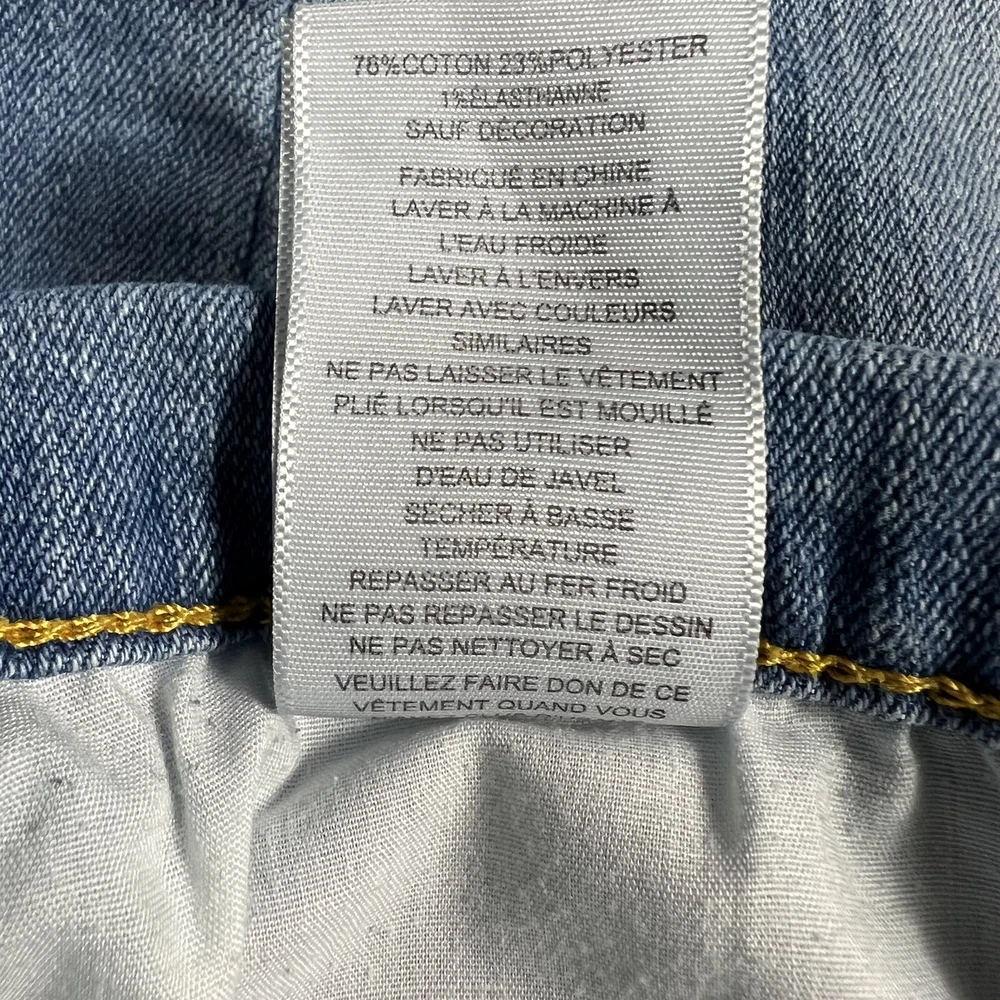 76%COTON 23%POLYESTER
1%ÉLASTHANNE
SAUF DÉCORATION
FABRIQUÉ EN CHINE
LAVER À LA MACHINE À
L'EAU FROIDE
LAVER À L'ENVERS
LAVER AVEC COULEURS
SIMILAIRES
NE PAS LAISSER LE VÊTEMENT
PLIÉ LORSQU'IL EST MOUILLÉ
NE PAS UTILISER
D'EAU DE JAVEL
SÉCHER À BASSE
TEMPÉRATURE
REPASSER AU FER FROID
NE PAS REPASSER LE DESSIN
NE PAS NETTOYER À SEC
VEUILLEZ FAIRE DON DE CE
VÊTEMENT QUAND VOUS